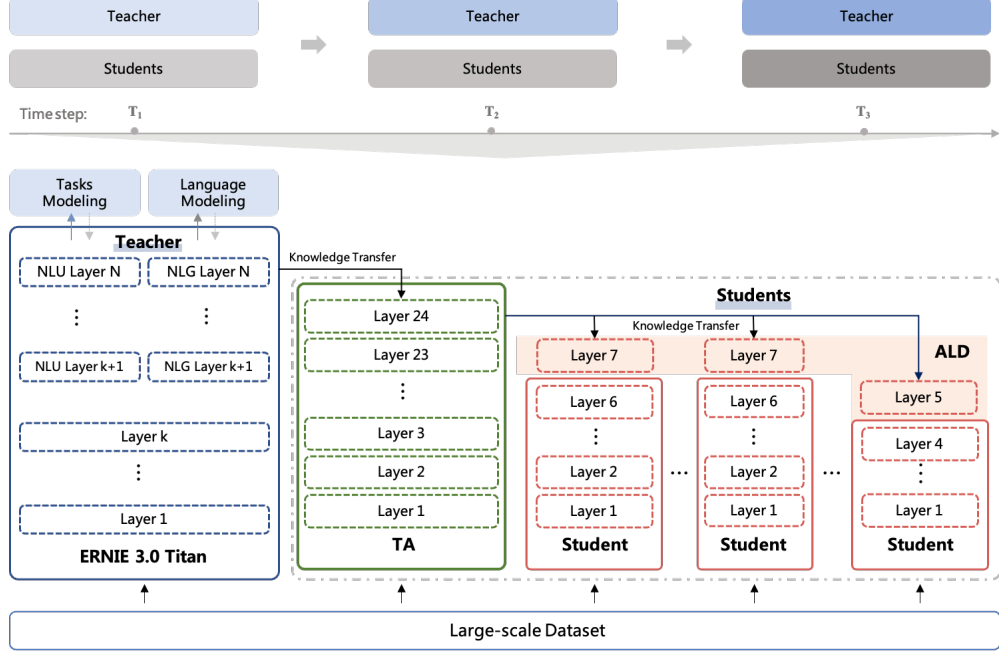 Teacher
Teacher
Teacher
Students
Students
Students
Time step:
T1
T2
T3
Tasks
Modeling
Language
Modeling
Teacher
NLU Layer N
NLG Layer N
⋮
⋮
NLU Layer k+1
NLG Layer k+1
Layer k
⋮
Layer 1
ERNIE 3.0 Titan
Knowledge Transfer
Students
Layer 24
Layer 23
⋮
Layer 3
Layer 2
Layer 1
TA
Knowledge Transfer
ALD
Layer 7
Layer 6
⋮
Layer 2
Layer 1
Student
...
Layer 7
Layer 6
⋮
Layer 2
Layer 1
Student
...
Layer 5
Layer 4
⋮
Layer 1
Student
Large-scale Dataset